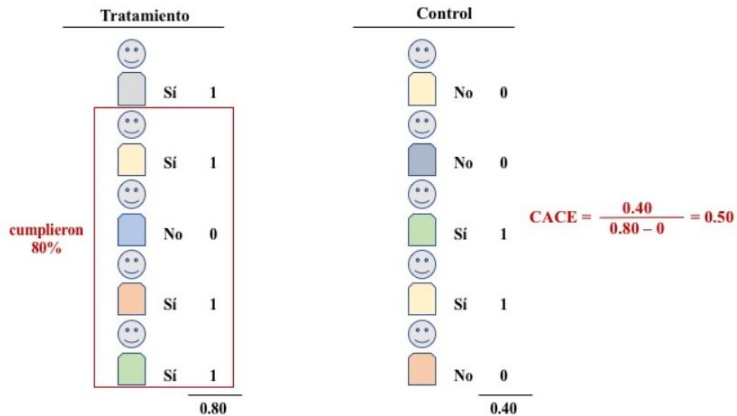 Tratamiento
Control
Sí 1
No 0
Sí 1
No 0
No 0
Sí 1
Sí 1
Sí 1
Sí 1
No 0
0.80
0.40
cumplieron
80%
CACE = 0.40 / 0.80 – 0 = 0.50